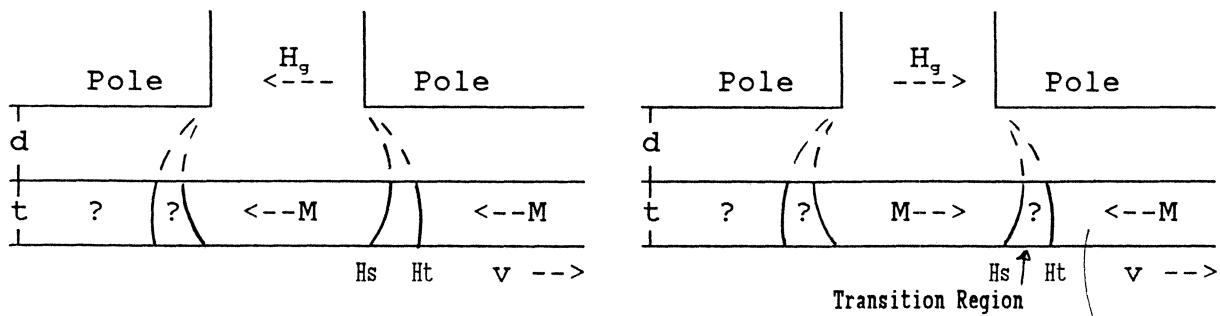 Hg Hg
Pole <--- Pole Pole ---> Pole
d d
t ? ? <--M <--M t ? ? M--> ? <--M
Hs Ht v --> Hs Ht v -->
Transition Region